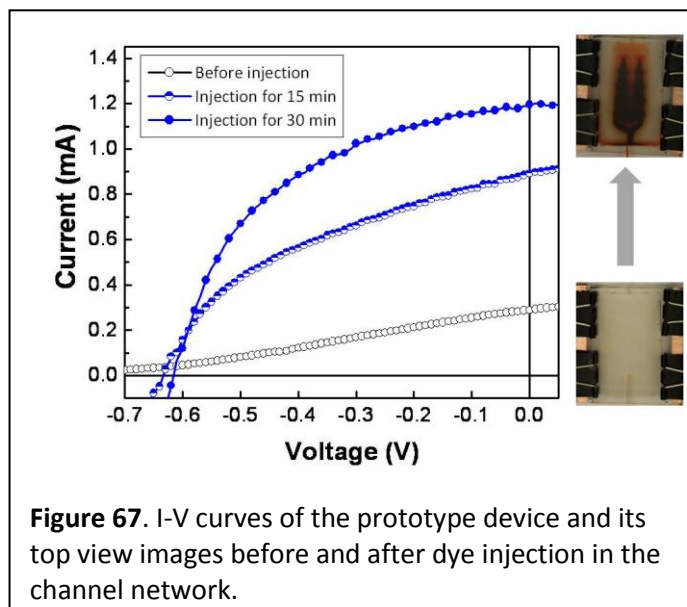 1.4
1.2
1.0
0.8
0.6
0.4
0.2
0.0
Current (mA)
Before injection
Injection for 15 min
Injection for 30 min
-0.7 -0.6 -0.5 -0.4 -0.3 -0.2 -0.1 0.0
Voltage (V)
Figure 67. I-V curves of the prototype device and its
top view images before and after dye injection in the
channel network.